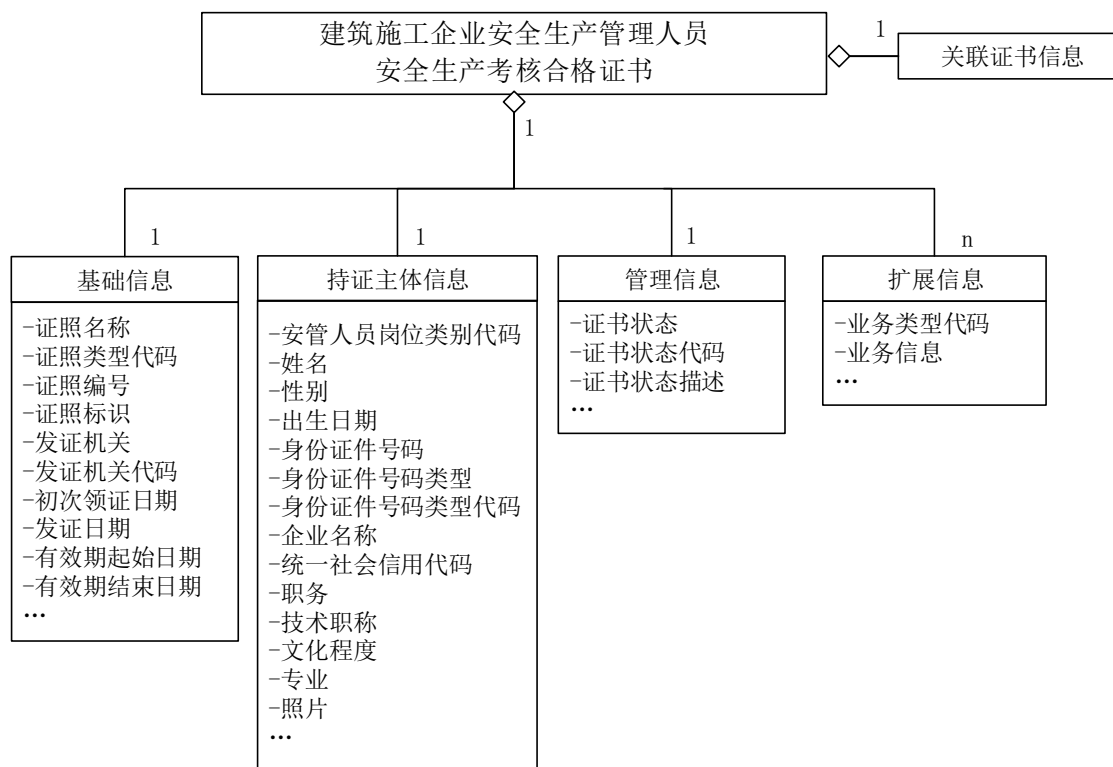 建筑施工企业安全生产管理人员
安全生产考核合格证书
1
关联证书信息
1
1
基础信息
-证照名称
-证照类型代码
-证照编号
-证照标识
-发证机关
-发证机关代码
-初次领证日期
-发证日期
-有效期起始日期
-有效期结束日期
…
1
持证主体信息
-安管人员岗位类别代码
-姓名
-性别
-出生日期
-身份证件号码
-身份证件号码类型
-身份证件号码类型代码
-企业名称
-统一社会信用代码
-职务
-技术职称
-文化程度
-专业
-照片
…
1
管理信息
-证书状态
-证书状态代码
-证书状态描述
…
n
扩展信息
-业务类型代码
-业务信息
…